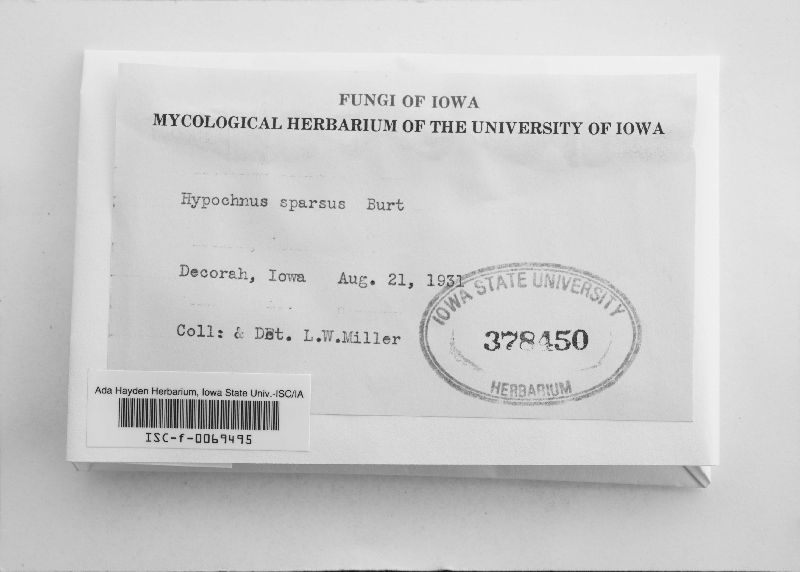 FUNGI OF IOWA
MYCOLOGICAL HERBARIUM OF THE UNIVERSITY OF IOWA
Hypochnus sparsus Burt
Decorah, Iowa Aug. 21, 1931
Coll: & Det. L.W.Miller
IOWA STATE UNIVERSITY
378450
HERBARIUM
Ada Hayden Herbarium, Iowa State Univ.-ISC/IA
ISC-f-0069495